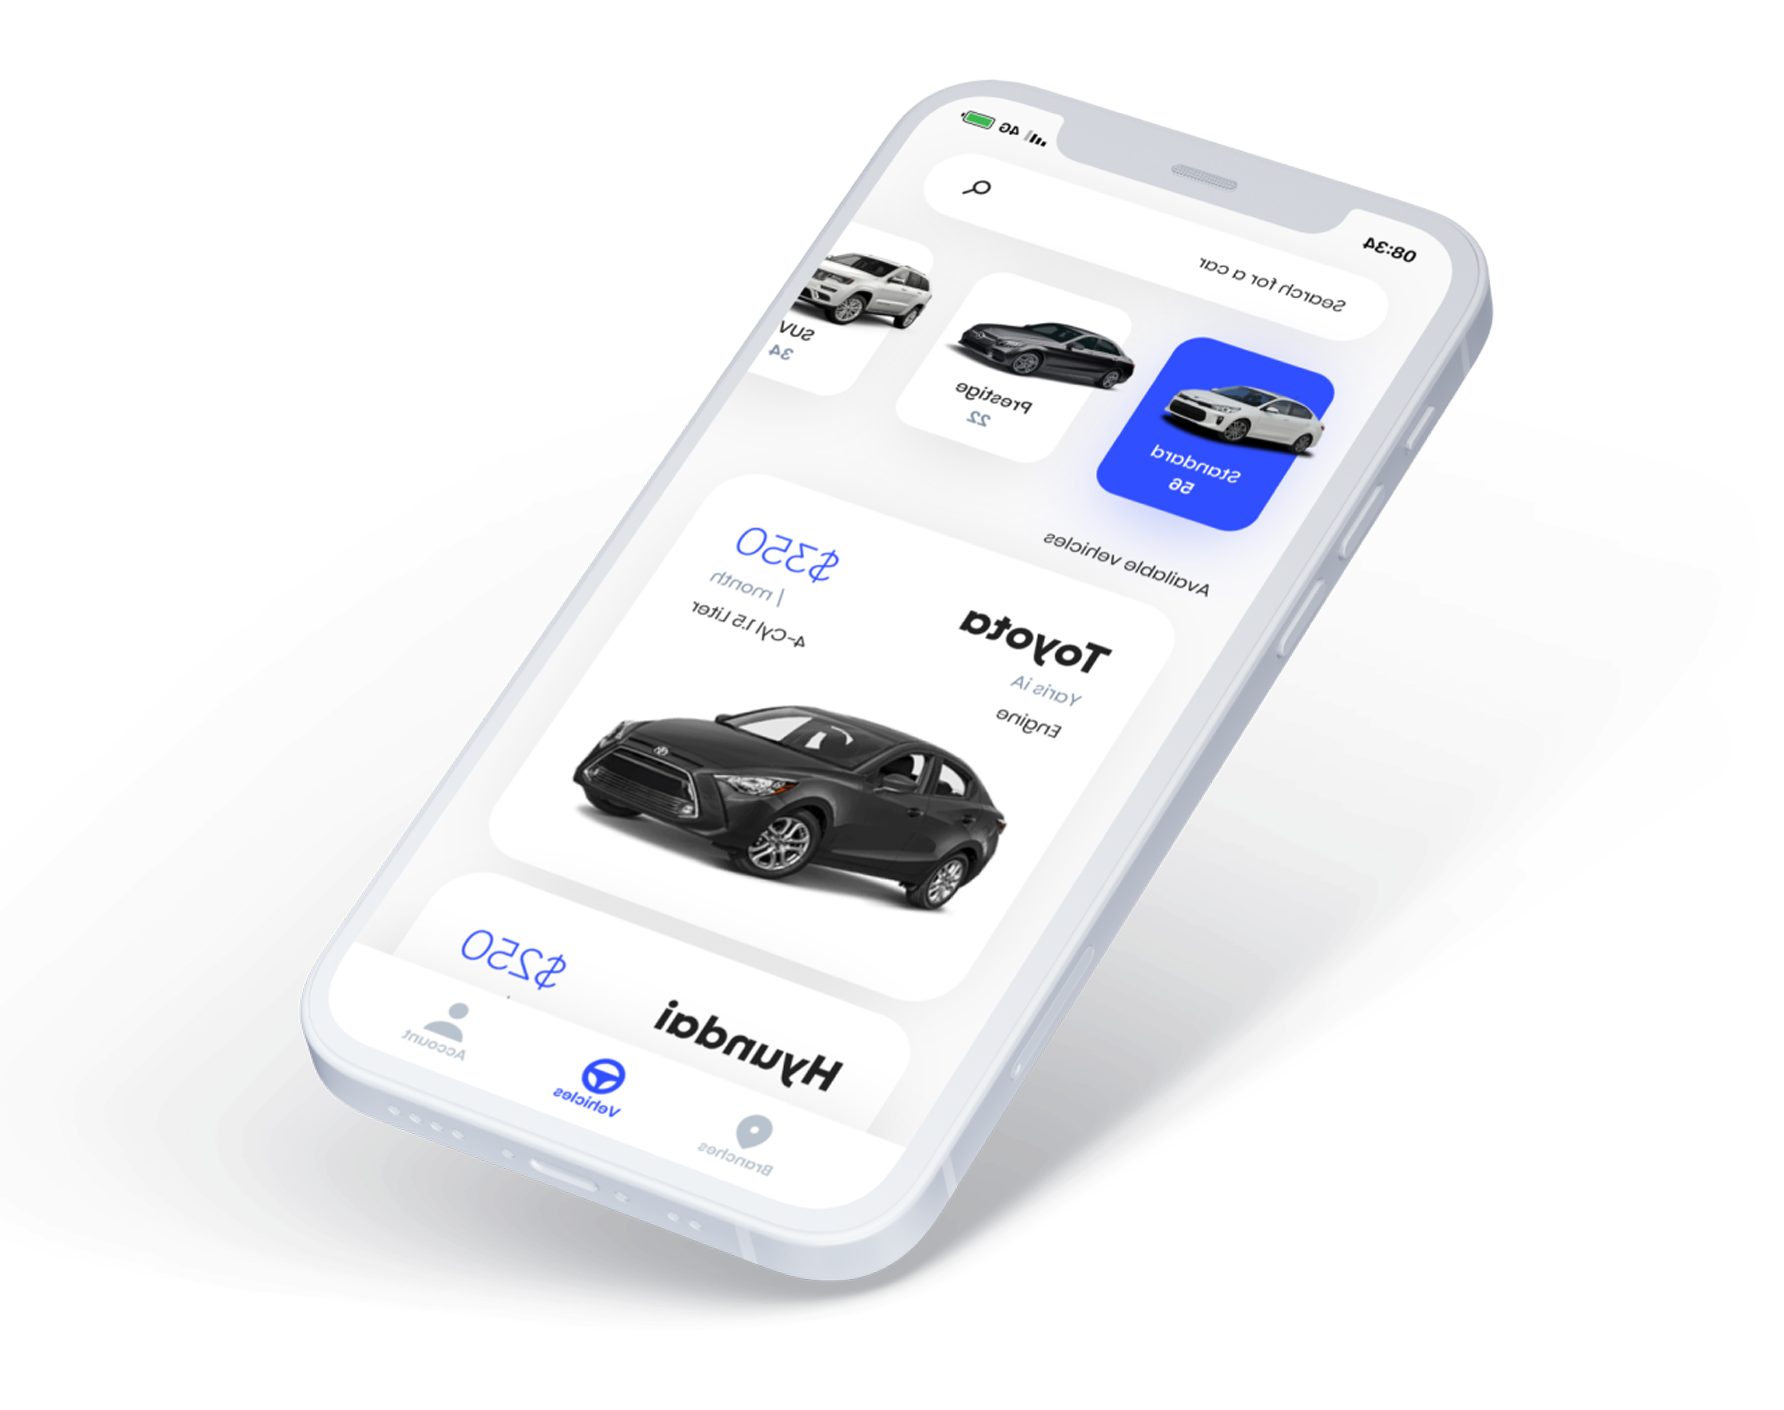 08:34
4G
Search for a car
Standard
56
Prestige
22
SUV
34
Available vehicles
Toyota
$350
Yaris iA
/ month
Engine
4-Cyl 1.5 Liter
Hyundai
$250
Branches
Vehicles
Account